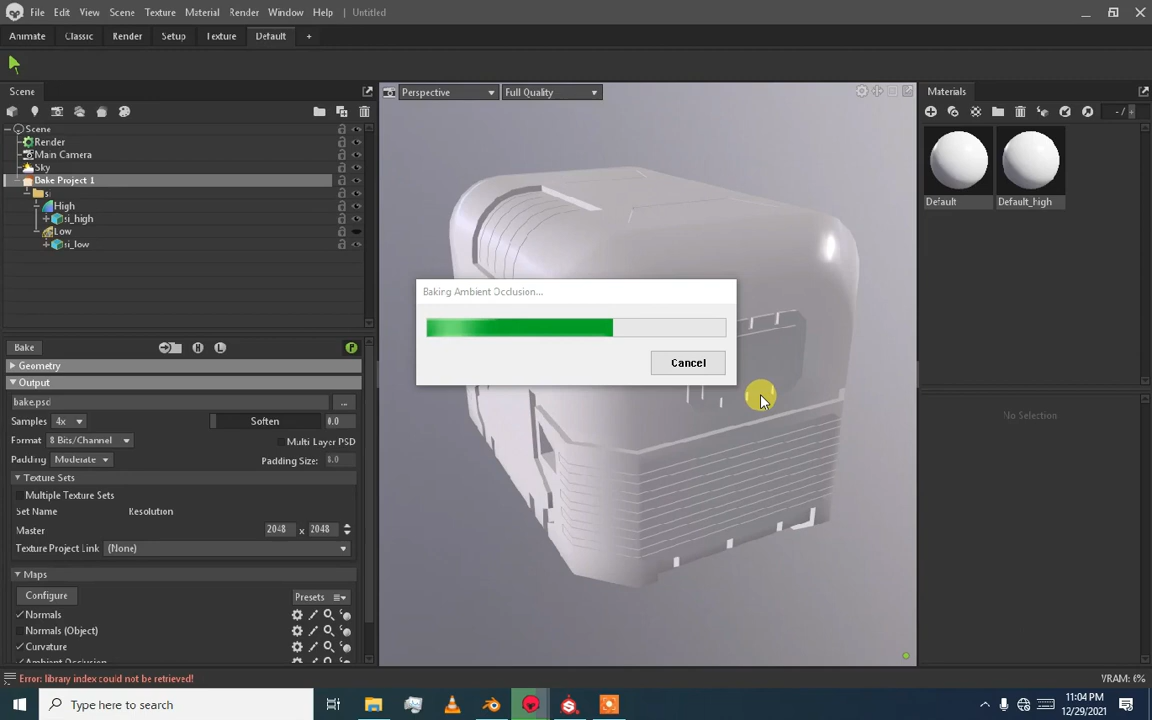 File Edit View Scene Texture Material Render Window Help Untitled
Animate Classic Render Setup Texture Default +
Scene
Perspective Full Quality
Materials
Scene
Render
Main Camera
Sky
Bake Project 1
si
High
si_high
Low
si_low
Default Default_high
Baking Ambient Occlusion...
Cancel
Bake
Geometry
Output
bake.psd ...
Samples 4x Soften 0.0
Format 8 Bits/Channel Multi-Layer PSD
Padding Moderate Padding Size:
Texture Sets
Multiple Texture Sets
Set Name Resolution
Master 2048 x 2048
Texture Project Link (None)
Maps
Configure Presets
Normals
Normals (Object)
Curvature
Ambient Occlusion
No Selection
Error: library index could not be retrieved! VRAM: 6%
Type here to search
11:04 PM
12/29/2021